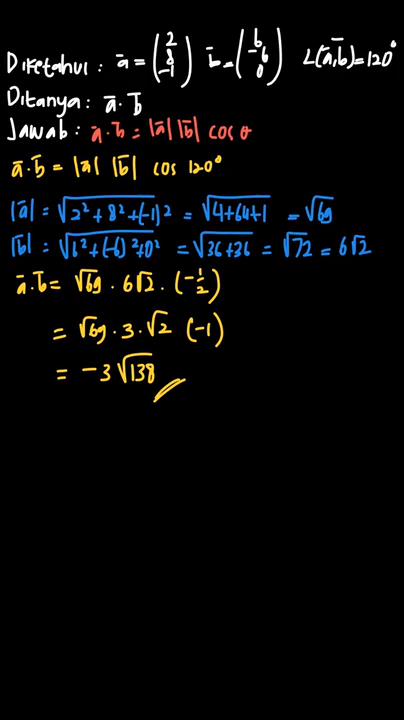 Diketahui : ā = (2 8 -1) b̄ = (6 -6 0) ∠(ā,b̄) = 120°
Ditanya : ā . b̄
Jawab : ā . b̄ = |ā| |b̄| cos θ
ā . b̄ = |ā| |b̄| cos 120°
|ā| = √(2² + 8² + (-1)²) = √(4+64+1) = √69
|b̄| = √(6² + (-6)² + 0²) = √(36+36) = √72 = 6√2
ā . b̄ = √69 . 6√2 . (-1/2)
= √69 . 3 . √2 (-1)
= -3√138